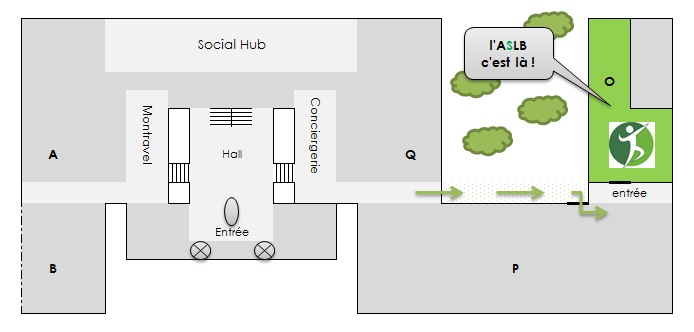 Social Hub
l'ASLB
c'est là !
O
Montravel
Conciergerie
A
Hall
Q
entrée
Entrée
B
P